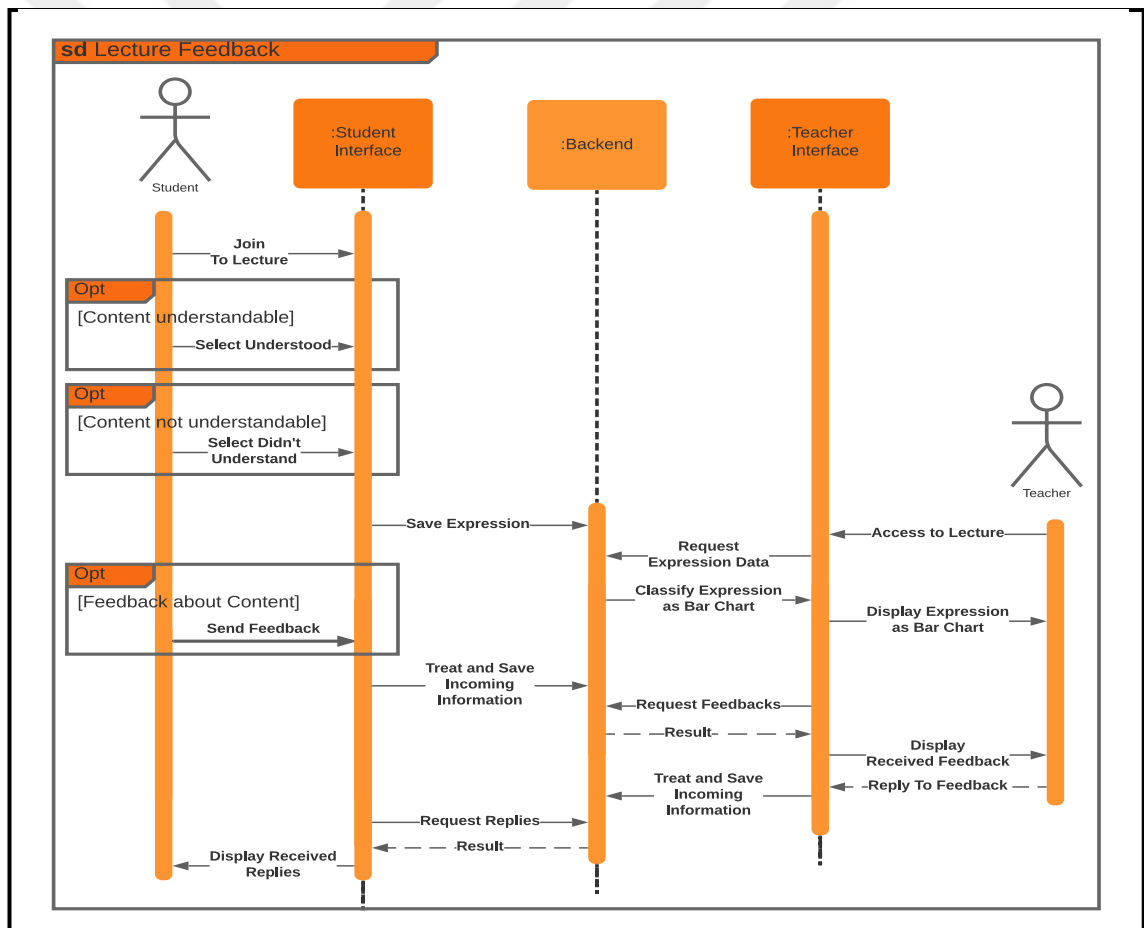 sd Lecture Feedback
Student
:Student
Interface
:Backend
:Teacher
Interface
Join
To Lecture
Opt
[Content understandable]
Select Understood
Opt
[Content not understandable]
Select Didn't
Understand
Teacher
Save Expression
Access to Lecture
Request
Expression Data
Opt
[Feedback about Content]
Send Feedback
Classify Expression
as Bar Chart
Display Expression
as Bar Chart
Treat and Save
Incoming
Information
Request Feedbacks
Result
Display
Received Feedback
Reply To Feedback
Treat and Save
Incoming
Information
Request Replies
Result
Display Received
Replies